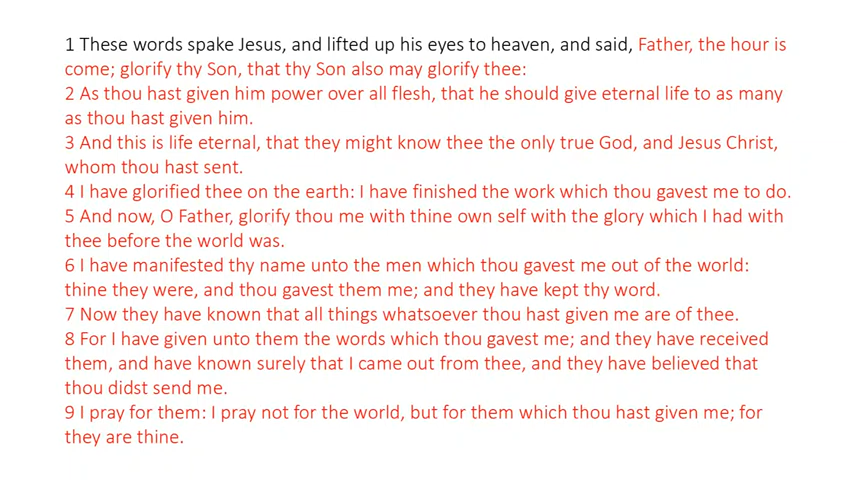 1 These words spake Jesus, and lifted up his eyes to heaven, and said, Father, the hour is
come; glorify thy Son, that thy Son also may glorify thee:
2 As thou hast given him power over all flesh, that he should give eternal life to as many
as thou hast given him.
3 And this is life eternal, that they might know thee the only true God, and Jesus Christ,
whom thou hast sent.
4 I have glorified thee on the earth: I have finished the work which thou gavest me to do.
5 And now, O Father, glorify thou me with thine own self with the glory which I had with
thee before the world was.
6 I have manifested thy name unto the men which thou gavest me out of the world:
thine they were, and thou gavest them me; and they have kept thy word.
7 Now they have known that all things whatsoever thou hast given me are of thee.
8 For I have given unto them the words which thou gavest me; and they have received
them, and have known surely that I came out from thee, and they have believed that
thou didst send me.
9 I pray for them: I pray not for the world, but for them which thou hast given me; for
they are thine.